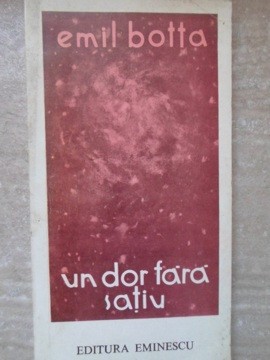 emil botta
un dor fără
sațiu
EDITURA EMINESCU